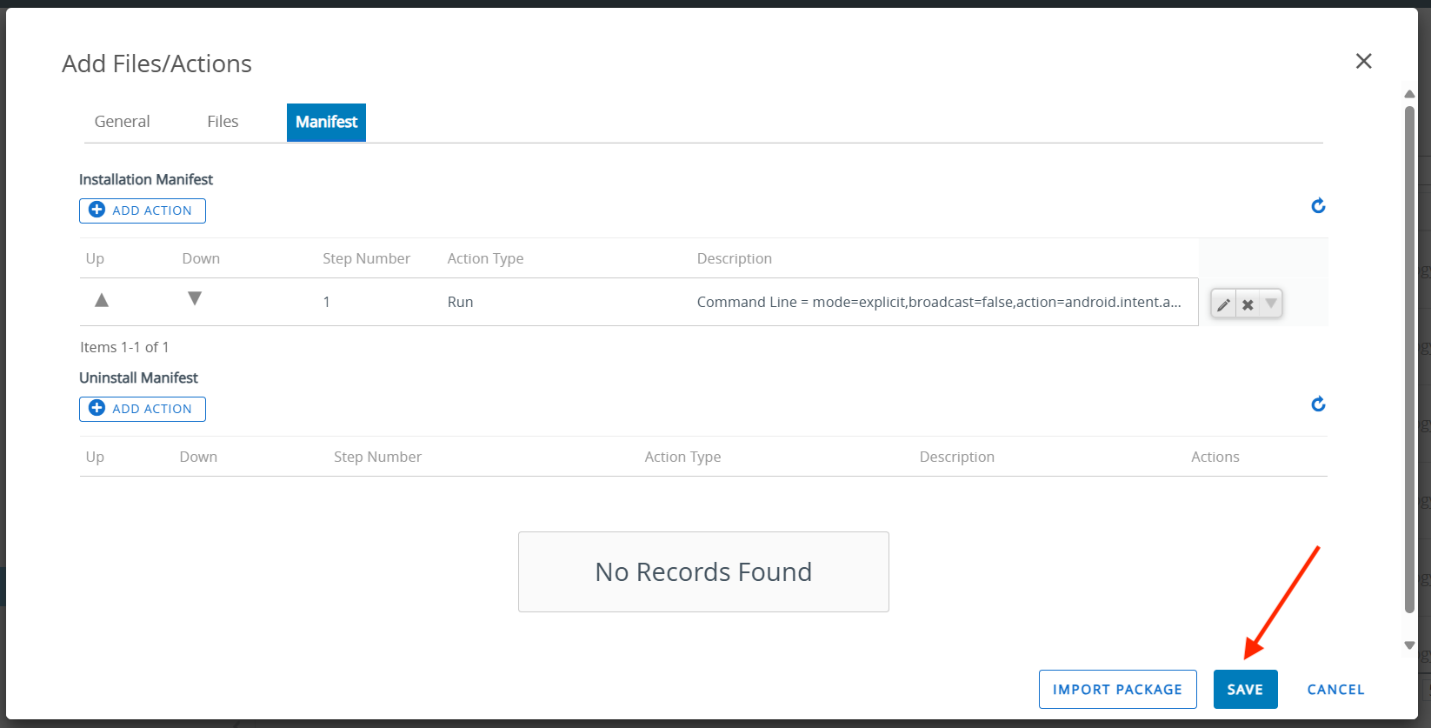 Add Files/Actions
General Files Manifest
Installation Manifest
ADD ACTION
Up Down Step Number Action Type Description
1 Run Command Line = mode=explicit,broadcast=false,action=android.intent.a...
Items 1-1 of 1
Uninstall Manifest
ADD ACTION
Up Down Step Number Action Type Description Actions
No Records Found
IMPORT PACKAGE SAVE CANCEL